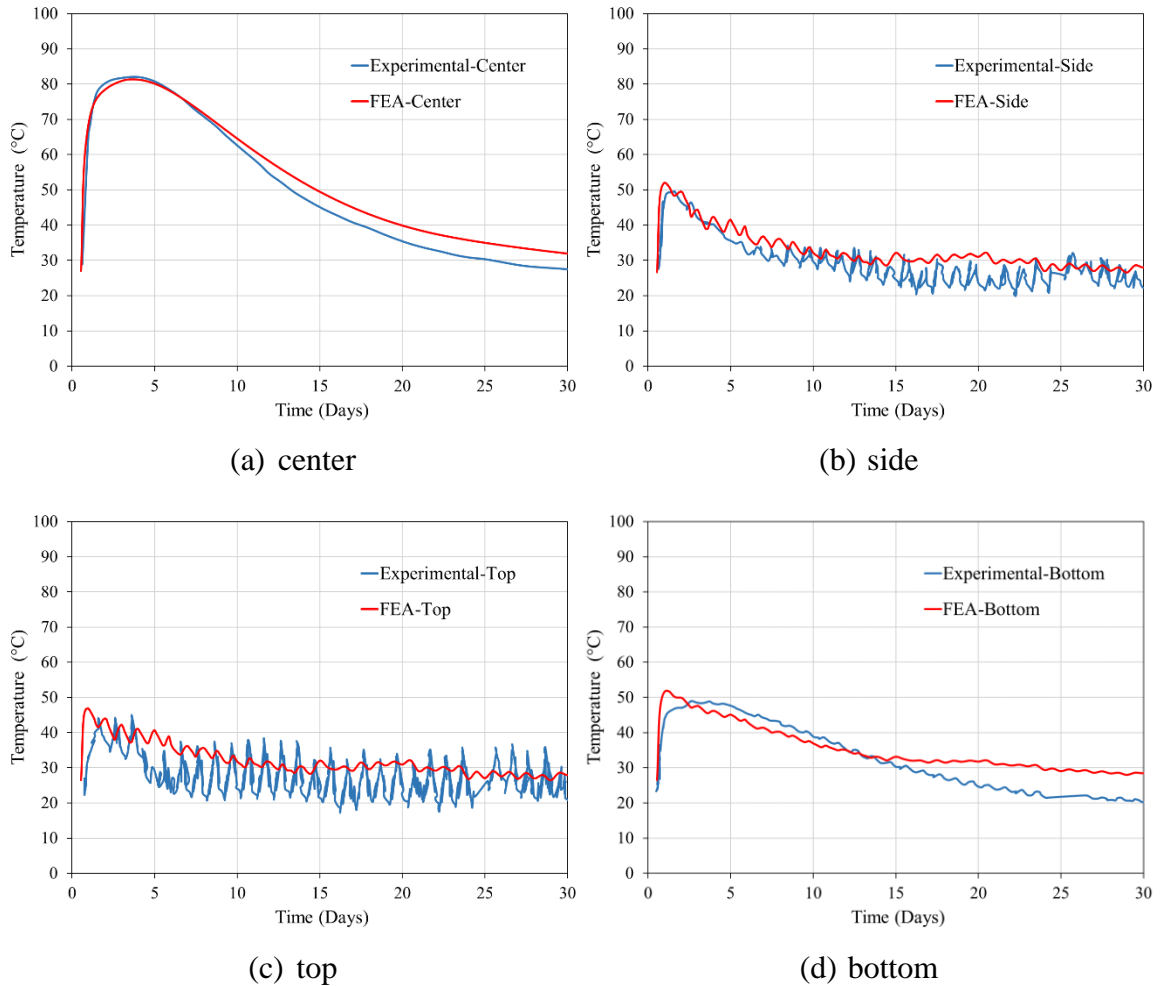 100
90
80
70
60
50
40
30
20
10
0
Temperature (°C)
Experimental-Center
FEA-Center
0 5 10 15 20 25 30
Time (Days)
(a) center
100
90
80
70
60
50
40
30
20
10
0
Temperature (°C)
Experimental-Side
FEA-Side
0 5 10 15 20 25 30
Time (Days)
(b) side
100
90
80
70
60
50
40
30
20
10
0
Temperature (°C)
Experimental-Top
FEA-Top
0 5 10 15 20 25 30
Time (Days)
(c) top
100
90
80
70
60
50
40
30
20
10
0
Temperature (°C)
Experimental-Bottom
FEA-Bottom
0 5 10 15 20 25 30
Time (Days)
(d) bottom